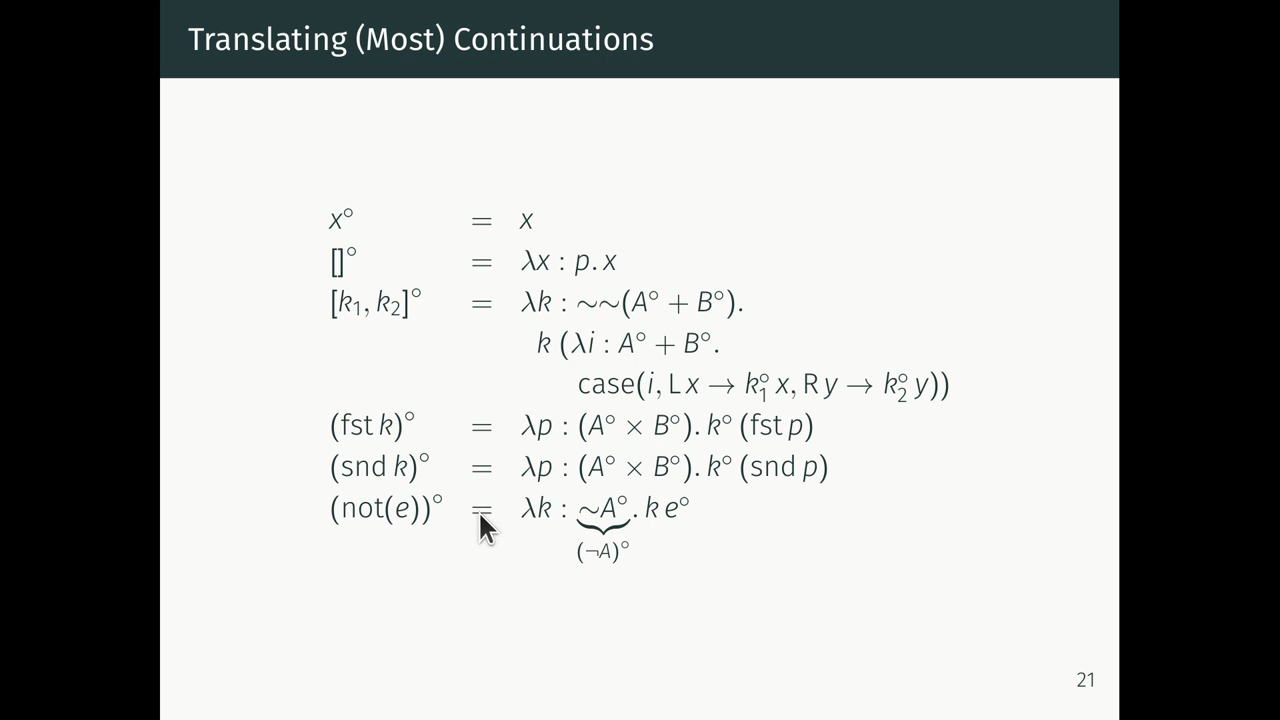 Translating (Most) Continuations
x° = x
[]° = λx : p. x
[k₁, k₂]° = λk : ∼∼(A° + B°).
k (λi : A° + B°.
case(i, L x → k₁° x, R y → k₂° y))
(fst k)° = λp : (A° × B°). k° (fst p)
(snd k)° = λp : (A° × B°). k° (snd p)
(not(e))° = λk : ∼A°. k e°
(¬A)°
21